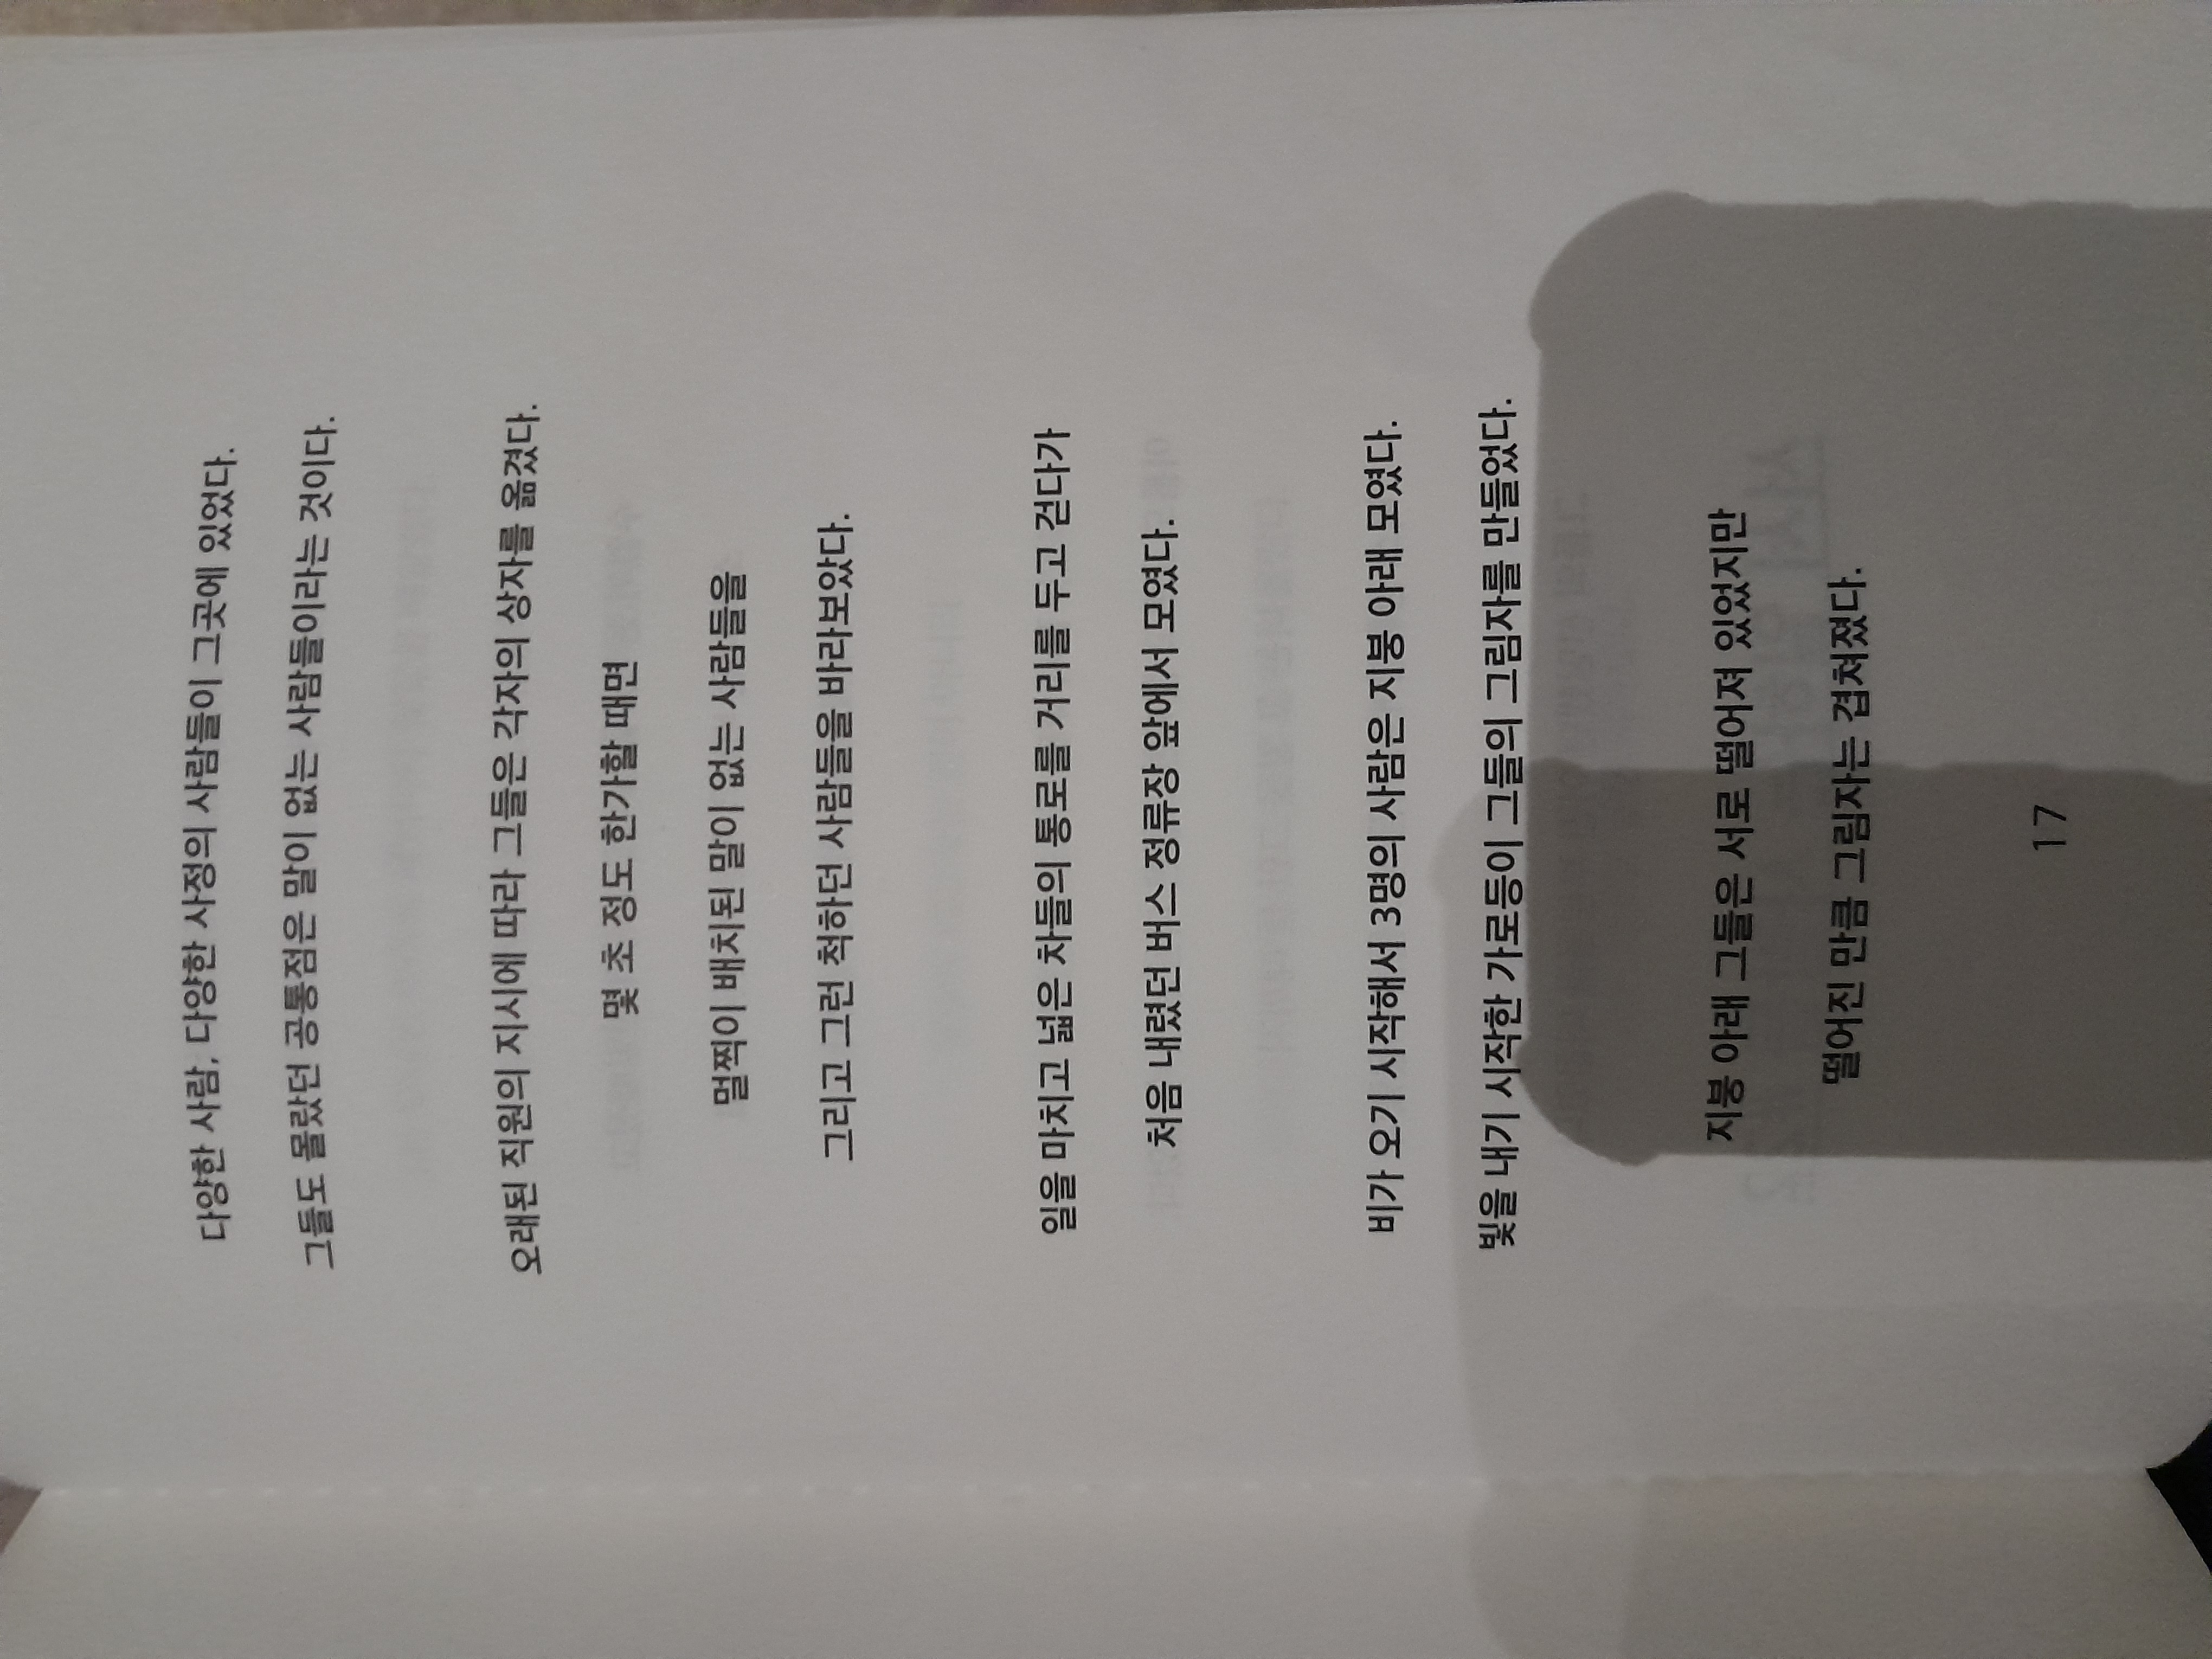 다양한 사람, 다양한 사정의 사람들이 그곳에 있었다.
그들도 몰랐던 공통점은 말이 없는 사람들이라는 것이다.
오래된 직원의 지시에 따라 그들은 각자의 상자를 옮겼다.
몇 초 정도 한가할 때면
멀찍이 배치된 말이 없는 사람들을
그리고 그런 척하던 사람들을 바라보았다.
일을 마치고 넓은 차들의 통로를 거리를 두고 걷다가
처음 내렸던 버스 정류장 앞에서 모였다.
비가 오기 시작해서 3명의 사람은 지붕 아래 모였다.
빛을 내기 시작한 가로등이 그들의 그림자를 만들었다.
지붕 아래 그들은 서로 떨어져 있었지만
떨어진 만큼 그림자는 겹쳐졌다.
17